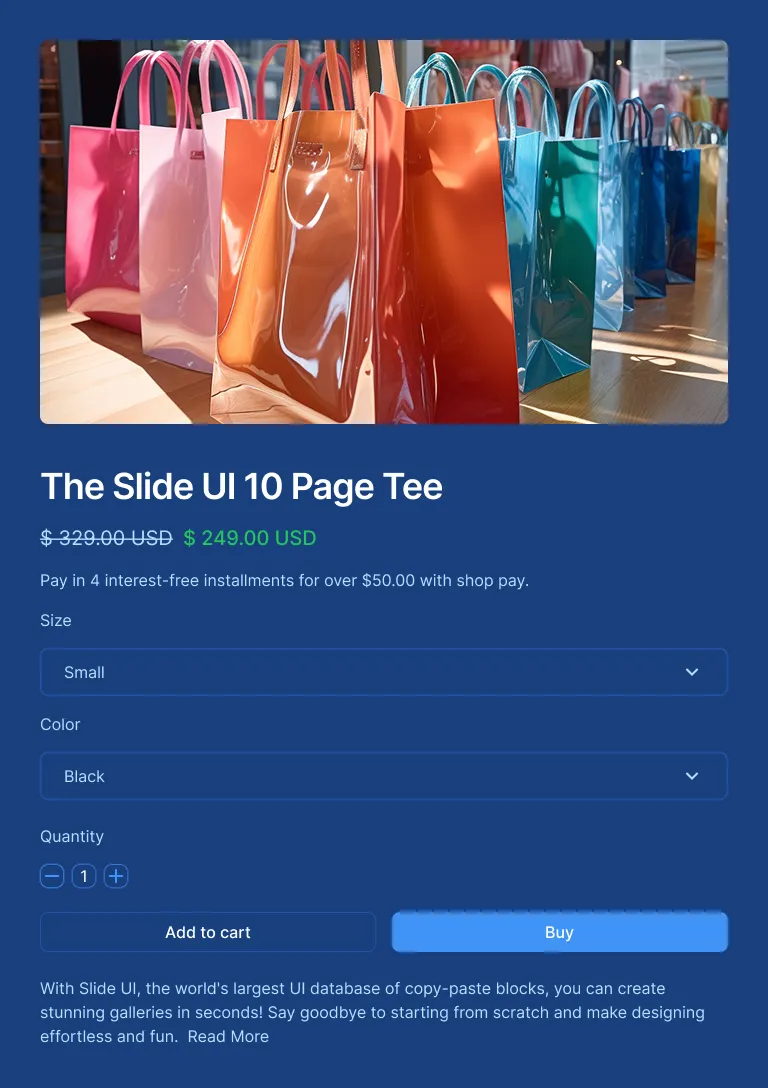 The Slide UI 10 Page Tee
$ 329.00 USD $ 249.00 USD
Pay in 4 interest-free installments for over $50.00 with shop pay.
Size
Small
Color
Black
Quantity
1
Add to cart
Buy
With Slide UI, the world's largest UI database of copy-paste blocks, you can create
stunning galleries in seconds! Say goodbye to starting from scratch and make designing
effortless and fun. Read More